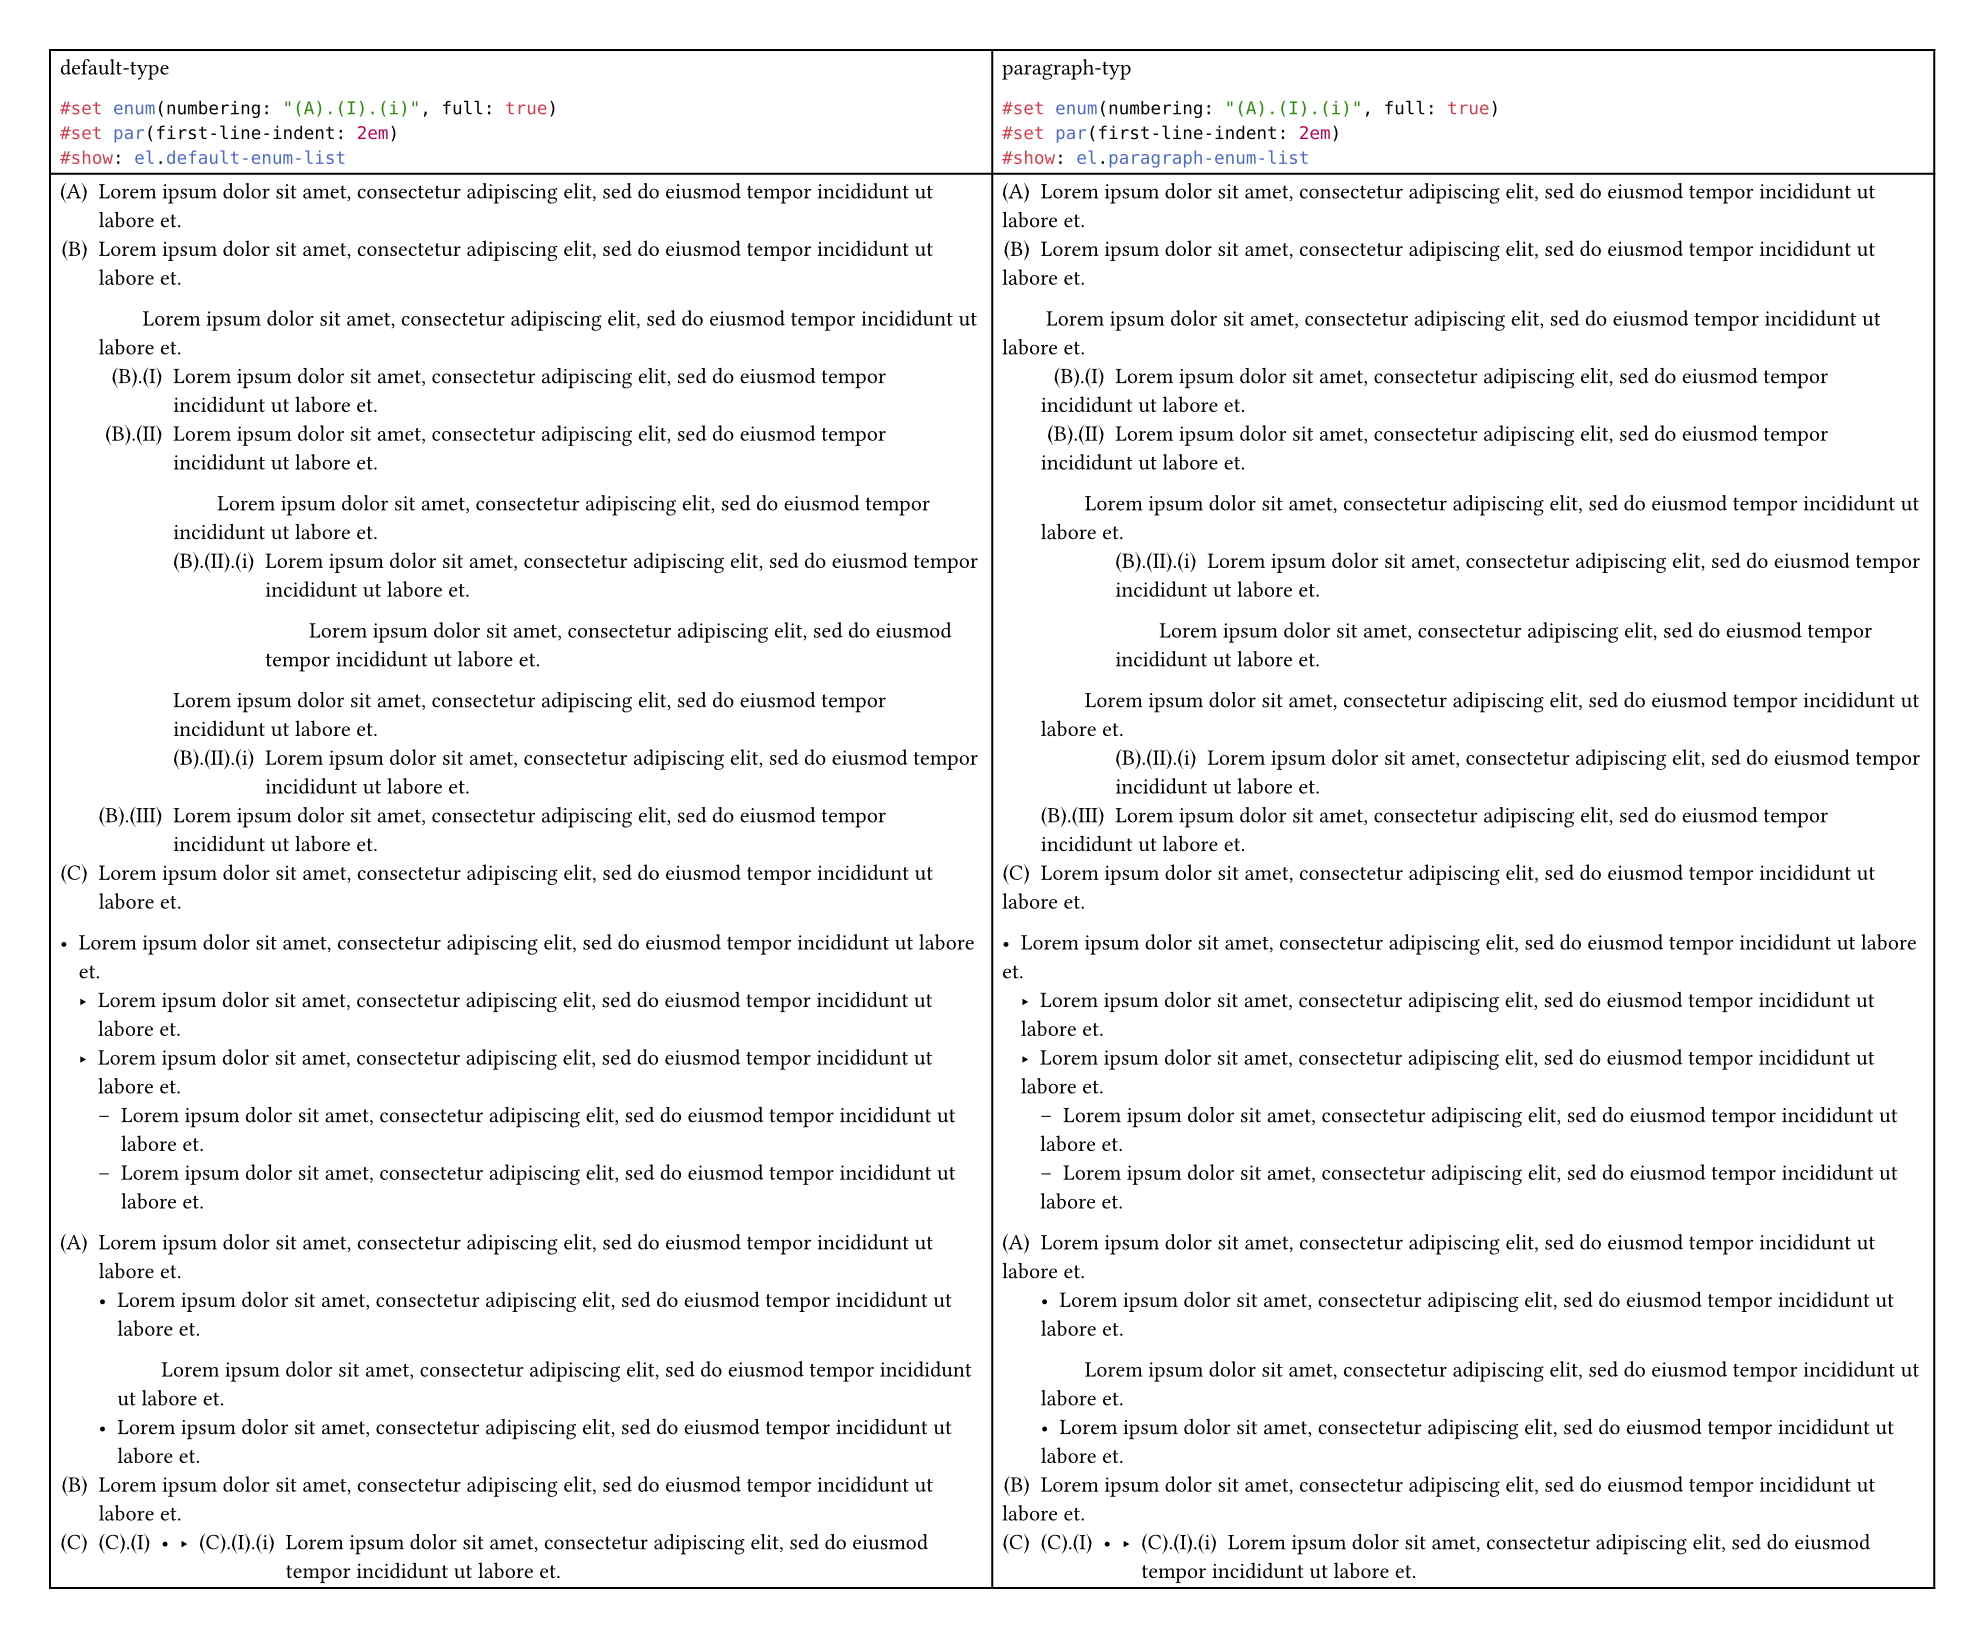 default-type
#set enum(numbering: "(A).(I).(i)", full: true)
#set par(first-line-indent: 2em)
#show: el.default-enum-list
(A) Lorem ipsum dolor sit amet, consectetur adipiscing elit, sed do eiusmod tempor incididunt ut
labore et.
(B) Lorem ipsum dolor sit amet, consectetur adipiscing elit, sed do eiusmod tempor incididunt ut
labore et.
Lorem ipsum dolor sit amet, consectetur adipiscing elit, sed do eiusmod tempor incididunt ut
labore et.
(B).(I) Lorem ipsum dolor sit amet, consectetur adipiscing elit, sed do eiusmod tempor
incididunt ut labore et.
(B).(II) Lorem ipsum dolor sit amet, consectetur adipiscing elit, sed do eiusmod tempor
incididunt ut labore et.
Lorem ipsum dolor sit amet, consectetur adipiscing elit, sed do eiusmod tempor
incididunt ut labore et.
(B).(II).(i) Lorem ipsum dolor sit amet, consectetur adipiscing elit, sed do eiusmod tempor
incididunt ut labore et.
Lorem ipsum dolor sit amet, consectetur adipiscing elit, sed do eiusmod
tempor incididunt ut labore et.
Lorem ipsum dolor sit amet, consectetur adipiscing elit, sed do eiusmod tempor
incididunt ut labore et.
(B).(II).(i) Lorem ipsum dolor sit amet, consectetur adipiscing elit, sed do eiusmod tempor
incididunt ut labore et.
(B).(III) Lorem ipsum dolor sit amet, consectetur adipiscing elit, sed do eiusmod tempor
incididunt ut labore et.
(C) Lorem ipsum dolor sit amet, consectetur adipiscing elit, sed do eiusmod tempor incididunt ut
labore et.
• Lorem ipsum dolor sit amet, consectetur adipiscing elit, sed do eiusmod tempor incididunt ut labore
et.
‣ Lorem ipsum dolor sit amet, consectetur adipiscing elit, sed do eiusmod tempor incididunt ut
labore et.
‣ Lorem ipsum dolor sit amet, consectetur adipiscing elit, sed do eiusmod tempor incididunt ut
labore et.
– Lorem ipsum dolor sit amet, consectetur adipiscing elit, sed do eiusmod tempor incididunt ut
labore et.
– Lorem ipsum dolor sit amet, consectetur adipiscing elit, sed do eiusmod tempor incididunt ut
labore et.
(A) Lorem ipsum dolor sit amet, consectetur adipiscing elit, sed do eiusmod tempor incididunt ut
labore et.
• Lorem ipsum dolor sit amet, consectetur adipiscing elit, sed do eiusmod tempor incididunt ut
labore et.
Lorem ipsum dolor sit amet, consectetur adipiscing elit, sed do eiusmod tempor incididunt
ut labore et.
• Lorem ipsum dolor sit amet, consectetur adipiscing elit, sed do eiusmod tempor incididunt ut
labore et.
(B) Lorem ipsum dolor sit amet, consectetur adipiscing elit, sed do eiusmod tempor incididunt ut
labore et.
(C) (C).(I) • ‣ (C).(I).(i) Lorem ipsum dolor sit amet, consectetur adipiscing elit, sed do eiusmod
tempor incididunt ut labore et.
paragraph-typ
#set enum(numbering: "(A).(I).(i)", full: true)
#set par(first-line-indent: 2em)
#show: el.paragraph-enum-list
(A) Lorem ipsum dolor sit amet, consectetur adipiscing elit, sed do eiusmod tempor incididunt ut
labore et.
(B) Lorem ipsum dolor sit amet, consectetur adipiscing elit, sed do eiusmod tempor incididunt ut
labore et.
Lorem ipsum dolor sit amet, consectetur adipiscing elit, sed do eiusmod tempor incididunt ut
labore et.
(B).(I) Lorem ipsum dolor sit amet, consectetur adipiscing elit, sed do eiusmod tempor
incididunt ut labore et.
(B).(II) Lorem ipsum dolor sit amet, consectetur adipiscing elit, sed do eiusmod tempor
incididunt ut labore et.
Lorem ipsum dolor sit amet, consectetur adipiscing elit, sed do eiusmod tempor incididunt ut
labore et.
(B).(II).(i) Lorem ipsum dolor sit amet, consectetur adipiscing elit, sed do eiusmod tempor
incididunt ut labore et.
Lorem ipsum dolor sit amet, consectetur adipiscing elit, sed do eiusmod tempor
incididunt ut labore et.
Lorem ipsum dolor sit amet, consectetur adipiscing elit, sed do eiusmod tempor incididunt ut
labore et.
(B).(II).(i) Lorem ipsum dolor sit amet, consectetur adipiscing elit, sed do eiusmod tempor
incididunt ut labore et.
(B).(III) Lorem ipsum dolor sit amet, consectetur adipiscing elit, sed do eiusmod tempor
incididunt ut labore et.
(C) Lorem ipsum dolor sit amet, consectetur adipiscing elit, sed do eiusmod tempor incididunt ut
labore et.
• Lorem ipsum dolor sit amet, consectetur adipiscing elit, sed do eiusmod tempor incididunt ut labore
et.
‣ Lorem ipsum dolor sit amet, consectetur adipiscing elit, sed do eiusmod tempor incididunt ut
labore et.
‣ Lorem ipsum dolor sit amet, consectetur adipiscing elit, sed do eiusmod tempor incididunt ut
labore et.
– Lorem ipsum dolor sit amet, consectetur adipiscing elit, sed do eiusmod tempor incididunt ut
labore et.
– Lorem ipsum dolor sit amet, consectetur adipiscing elit, sed do eiusmod tempor incididunt ut
labore et.
(A) Lorem ipsum dolor sit amet, consectetur adipiscing elit, sed do eiusmod tempor incididunt ut
labore et.
• Lorem ipsum dolor sit amet, consectetur adipiscing elit, sed do eiusmod tempor incididunt ut
labore et.
Lorem ipsum dolor sit amet, consectetur adipiscing elit, sed do eiusmod tempor incididunt ut
labore et.
• Lorem ipsum dolor sit amet, consectetur adipiscing elit, sed do eiusmod tempor incididunt ut
labore et.
(B) Lorem ipsum dolor sit amet, consectetur adipiscing elit, sed do eiusmod tempor incididunt ut
labore et.
(C) (C).(I) • ‣ (C).(I).(i) Lorem ipsum dolor sit amet, consectetur adipiscing elit, sed do eiusmod
tempor incididunt ut labore et.